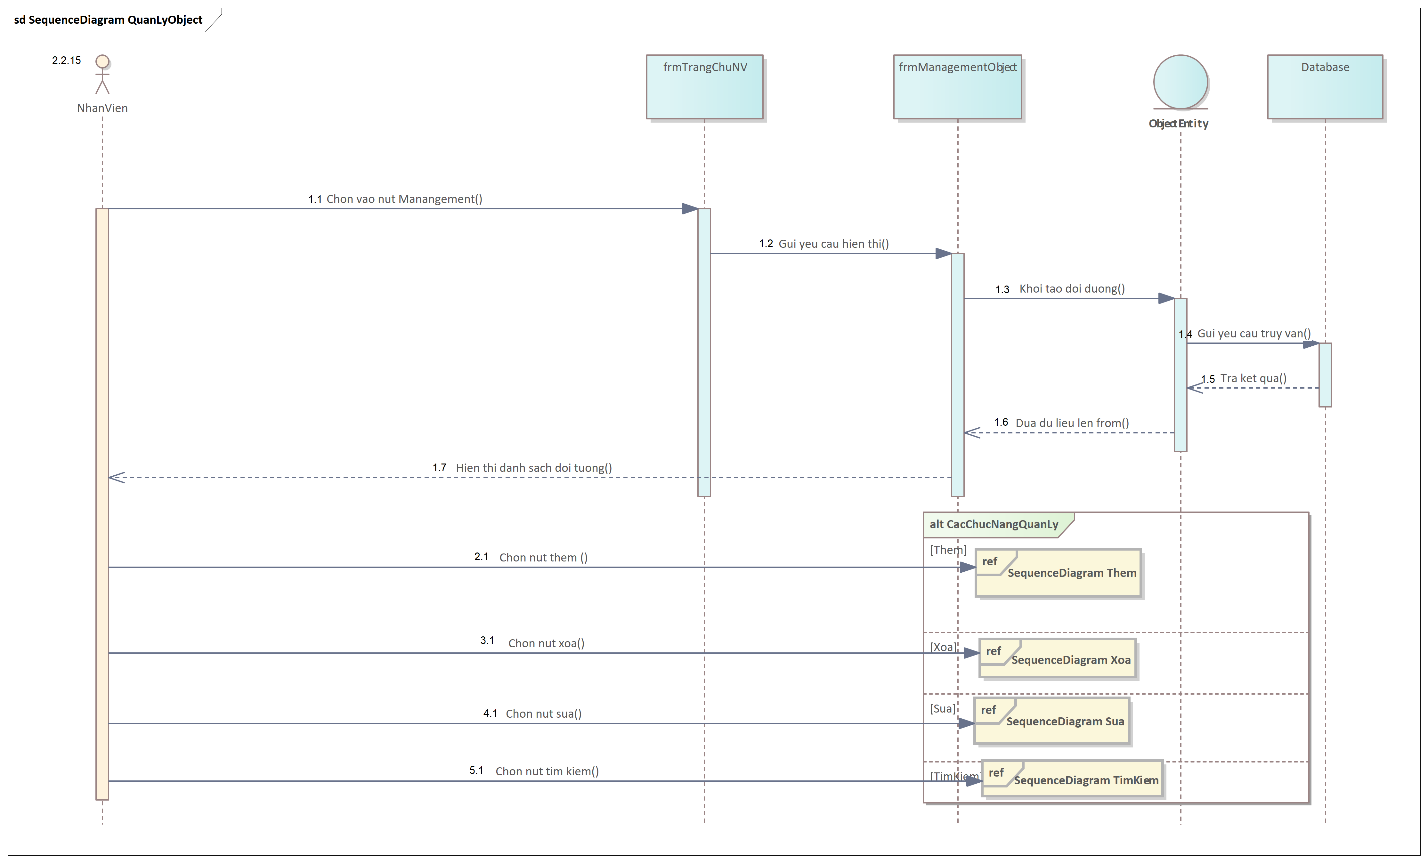 sd SequenceDiagram QuanLyObject
2.2.15
NhanVien
frmTrangChuNV
frmManagementObject
ObjectEntity
Database
1.1 Chon vao nut Manangement()
1.2 Gui yeu cau hien thi()
1.3 Khoi tao doi duong()
1.4 Gui yeu cau truy van()
1.5 Tra ket qua()
1.6 Dua du lieu len from()
1.7 Hien thi danh sach doi tuong()
alt CacChucNangQuanLy
[Them]
ref
SequenceDiagram Them
2.1 Chon nut them ()
[Xoa]
ref
SequenceDiagram Xoa
3.1 Chon nut xoa()
[Sua]
ref
SequenceDiagram Sua
4.1 Chon nut sua()
[TimKiem]
ref
SequenceDiagram TimKiem
5.1 Chon nut tim kiem()